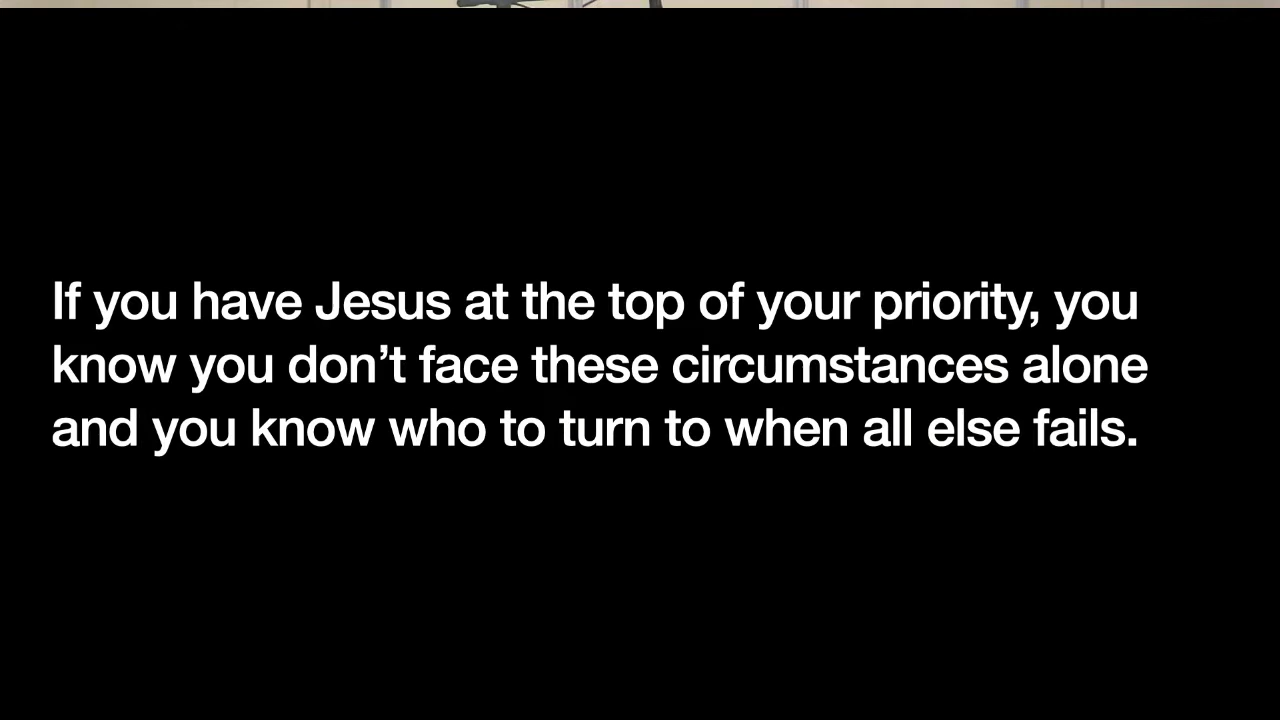 If you have Jesus at the top of your priority, you
know you don’t face these circumstances alone
and you know who to turn to when all else fails.